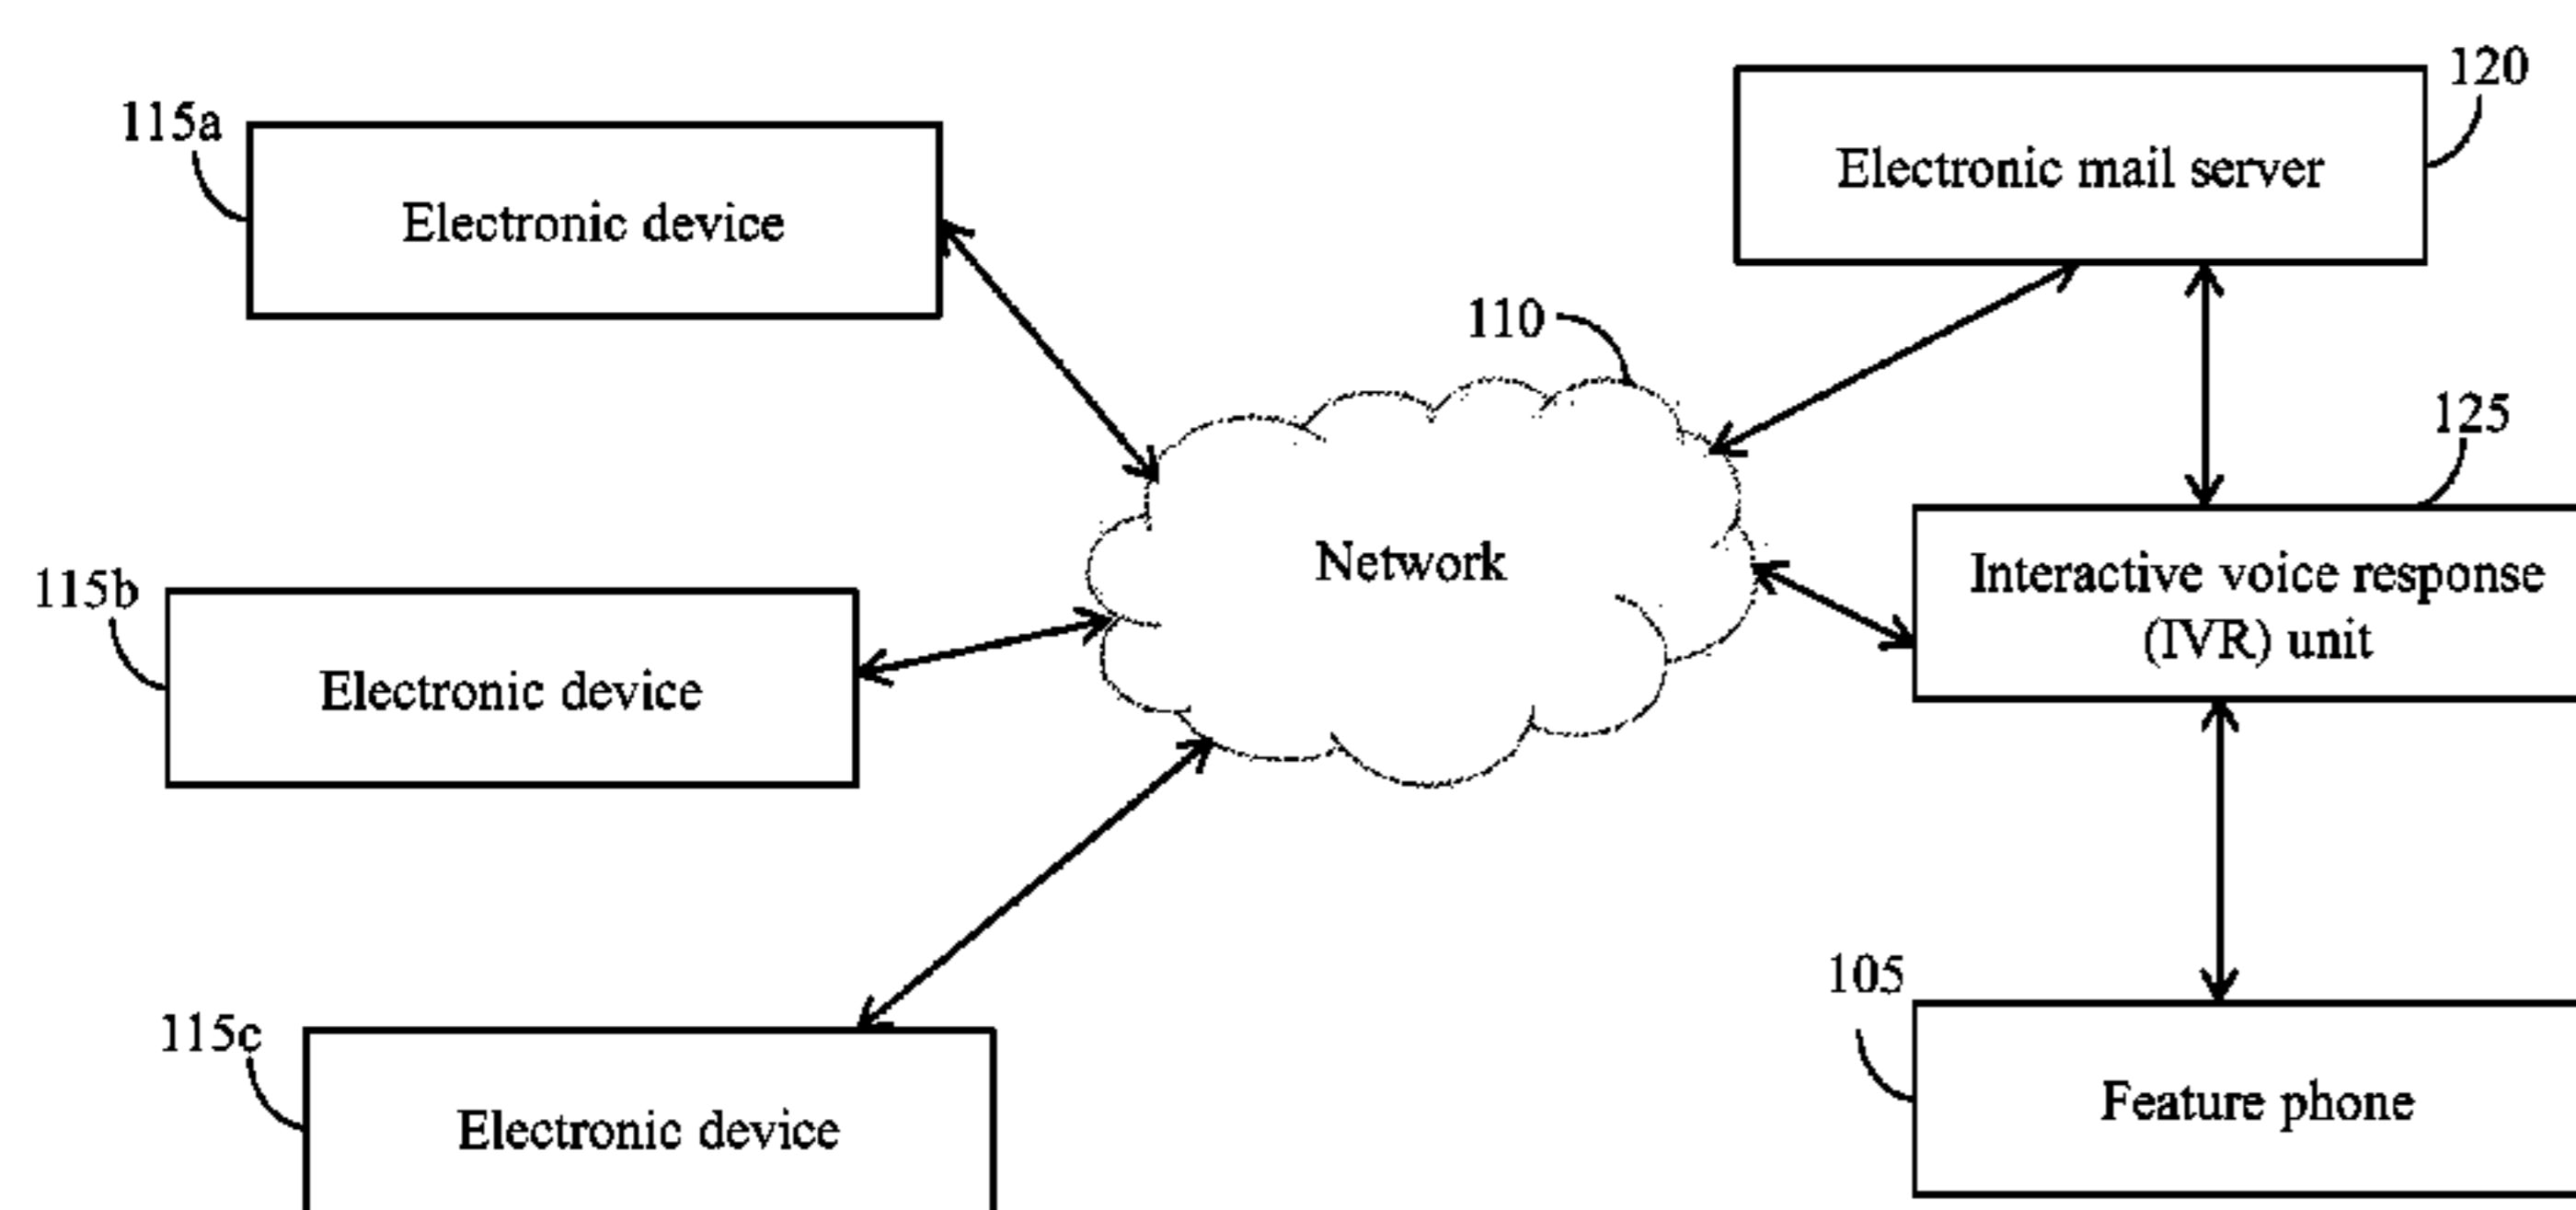 120
115a
Electronic mail server
Electronic device
110
125
Network
Interactive voice response
(IVR) unit
115b
Electronic device
105
115c
Feature phone
Electronic device